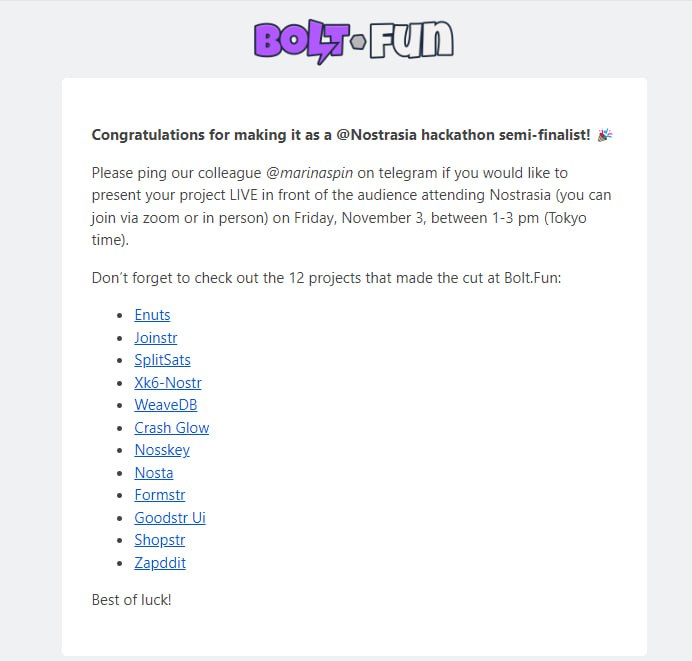 BOLT FUN
Congratulations for making it as a @Nostrasia hackathon semi-finalist! 🎉
Please ping our colleague @marinaspin on telegram if you would like to
present your project LIVE in front of the audience attending Nostrasia (you can
join via zoom or in person) on Friday, November 3, between 1-3 pm (Tokyo
time).
Don’t forget to check out the 12 projects that made the cut at Bolt.Fun:
• Enuts
• Joinstr
• SplitSats
• Xk6-Nostr
• WeaveDB
• Crash Glow
• Nosskey
• Nosta
• Formstr
• Goodstr Ui
• Shopstr
• Zapddit
Best of luck!